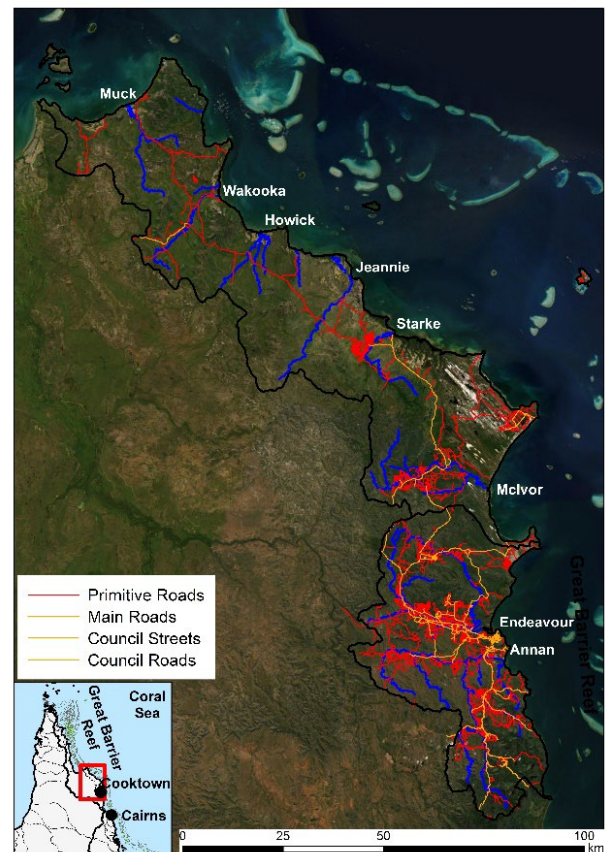 Muck
Wakooka
Howick
Jeannie
Starke
McIvor
Great Barrier Reef
Endeavour
Annan
Primitive Roads
Main Roads
Council Streets
Council Roads
Great Barrier
Reef
Coral
Sea
Cooktown
Cairns
0 25 50 100
km